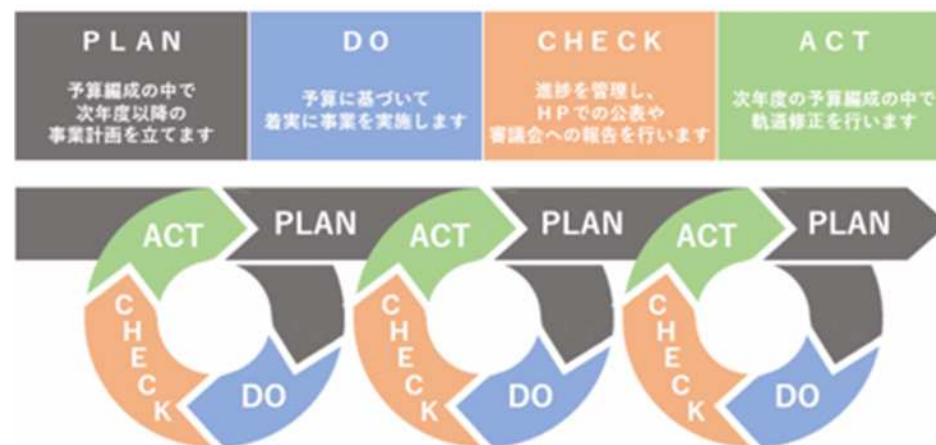 PLAN
予算編成の中で
次年度以降の
事業計画を立てます
DO
予算に基づいて
着実に事業を実施します
CHECK
進捗を管理し、
HPでの公表や
審議会への報告を行います
ACT
次年度の予算編成の中で
軌道修正を行います
ACT
PLAN
CHECK
DO
ACT
PLAN
CHECK
DO
ACT
PLAN
CHECK
DO